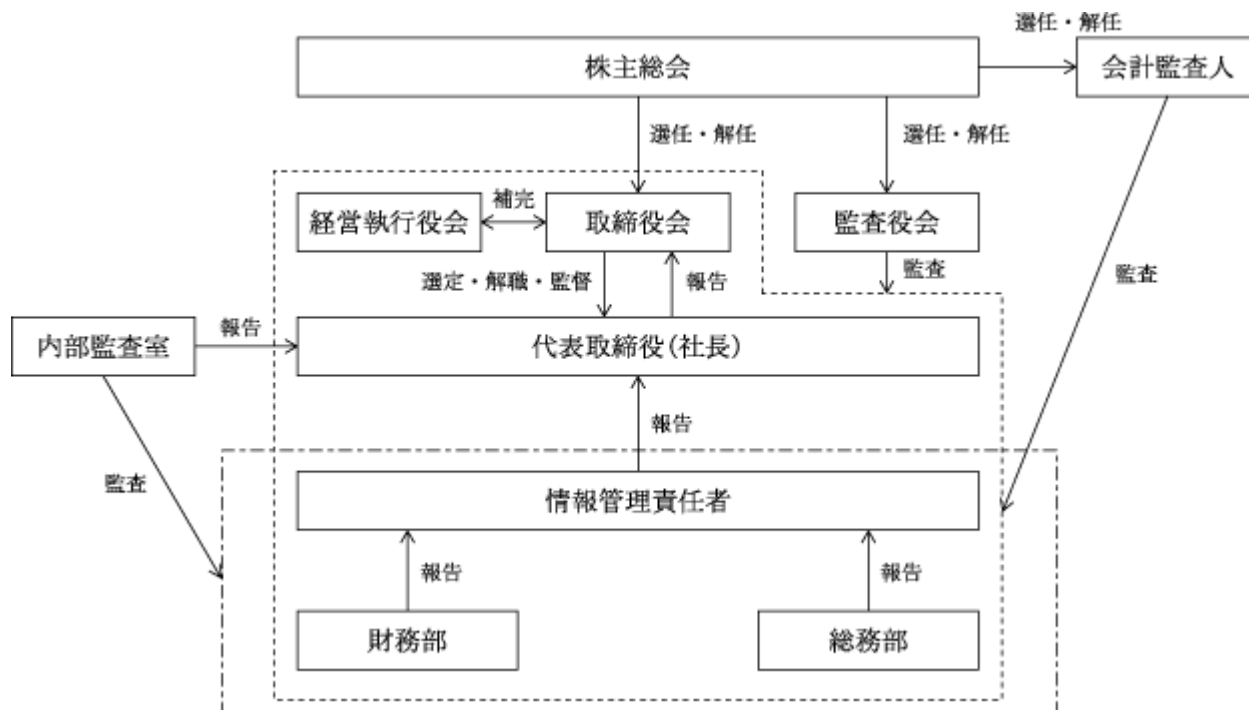 選任・解任
株主総会
会計監査人
選任・解任
選任・解任
経営執行役会
補完
取締役会
監査役会
選定・解職・監督
報告
監査
監査
内部監査室
報告
代表取締役(社長)
報告
監査
情報管理責任者
報告
報告
財務部
総務部